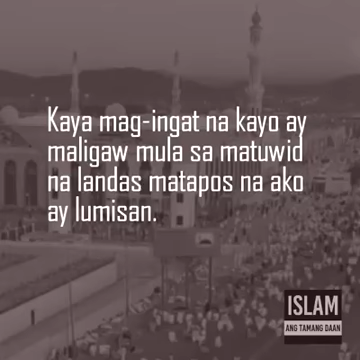 Kaya mag-ingat na kayo ay
maligaw mula sa matuwid
na landas matapos na ako
ay lumisan.
ISLAM
ANG TAMANG DAAN